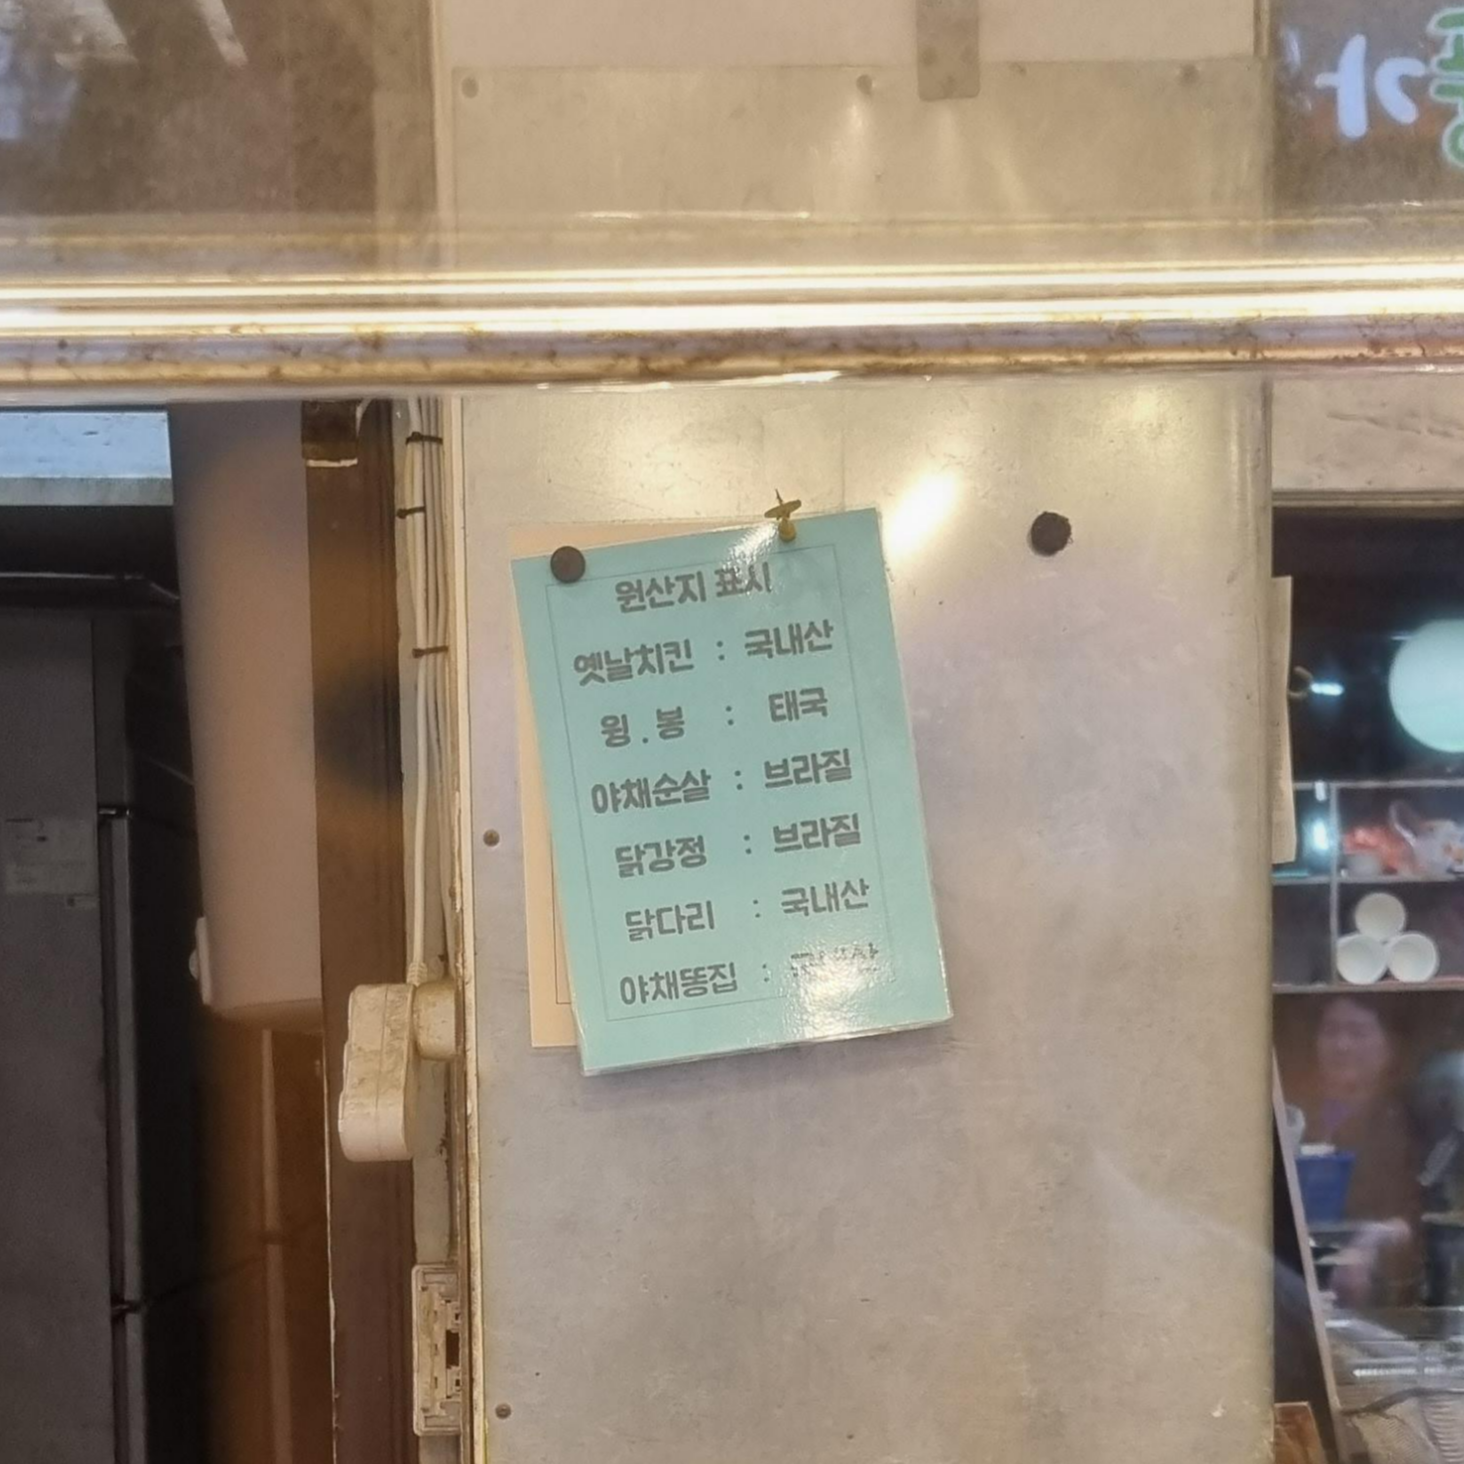 원산지 표시
옛날치킨 : 국내산
윙.봉 : 태국
야채순살 : 브라질
닭강정 : 브라질
닭다리 : 국내산
야채똥집 :